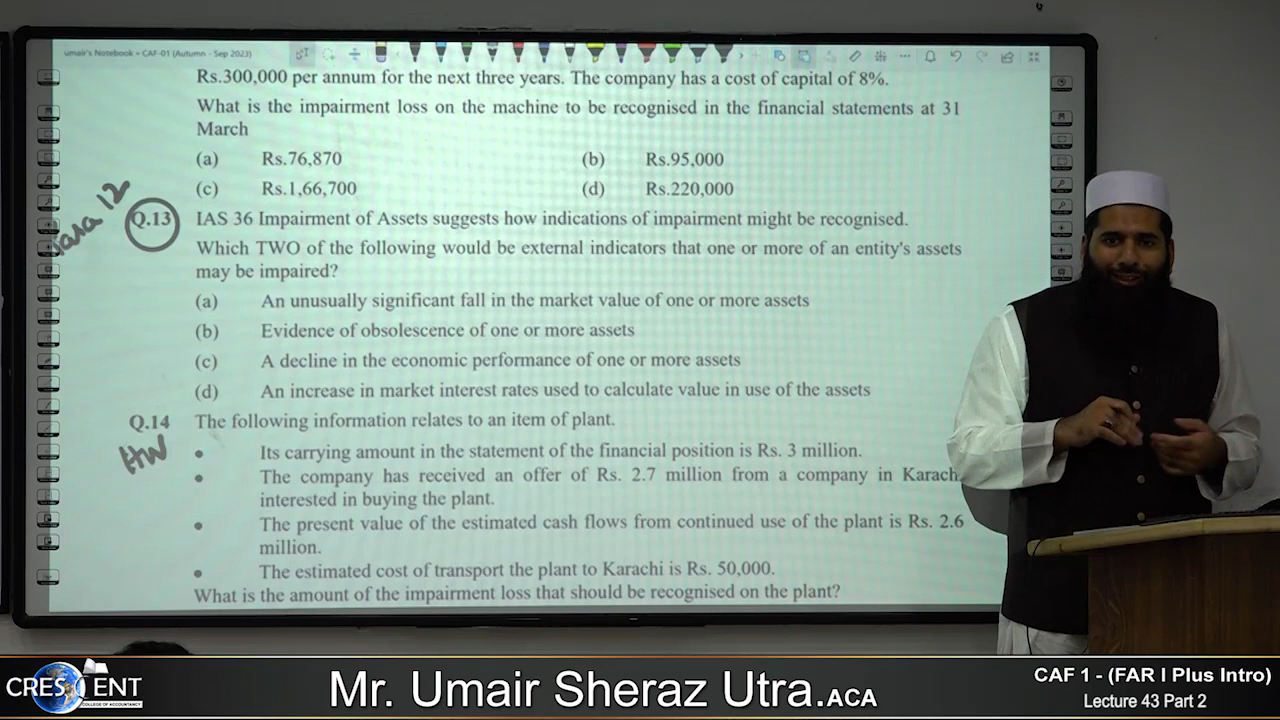 umair's Notebook » CAF-01 (Autumn - Sep 2023)
Rs.300,000 per annum for the next three years. The company has a cost of capital of 8%.
What is the impairment loss on the machine to be recognised in the financial statements at 31
March
(a) Rs.76,870 (b) Rs.95,000
(c) Rs.1,66,700 (d) Rs.220,000
Para 12
Q.13 IAS 36 Impairment of Assets suggests how indications of impairment might be recognised.
Which TWO of the following would be external indicators that one or more of an entity's assets
may be impaired?
(a) An unusually significant fall in the market value of one or more assets
(b) Evidence of obsolescence of one or more assets
(c) A decline in the economic performance of one or more assets
(d) An increase in market interest rates used to calculate value in use of the assets
Q.14 The following information relates to an item of plant.
HW
• Its carrying amount in the statement of the financial position is Rs. 3 million.
• The company has received an offer of Rs. 2.7 million from a company in Karach
interested in buying the plant.
• The present value of the estimated cash flows from continued use of the plant is Rs. 2.6
million.
• The estimated cost of transport the plant to Karachi is Rs. 50,000.
What is the amount of the impairment loss that should be recognised on the plant?
CRESCENT
COLLEGE OF ACCOUNTANCY
Mr. Umair Sheraz Utra.ACA
CAF 1 - (FAR I Plus Intro)
Lecture 43 Part 2